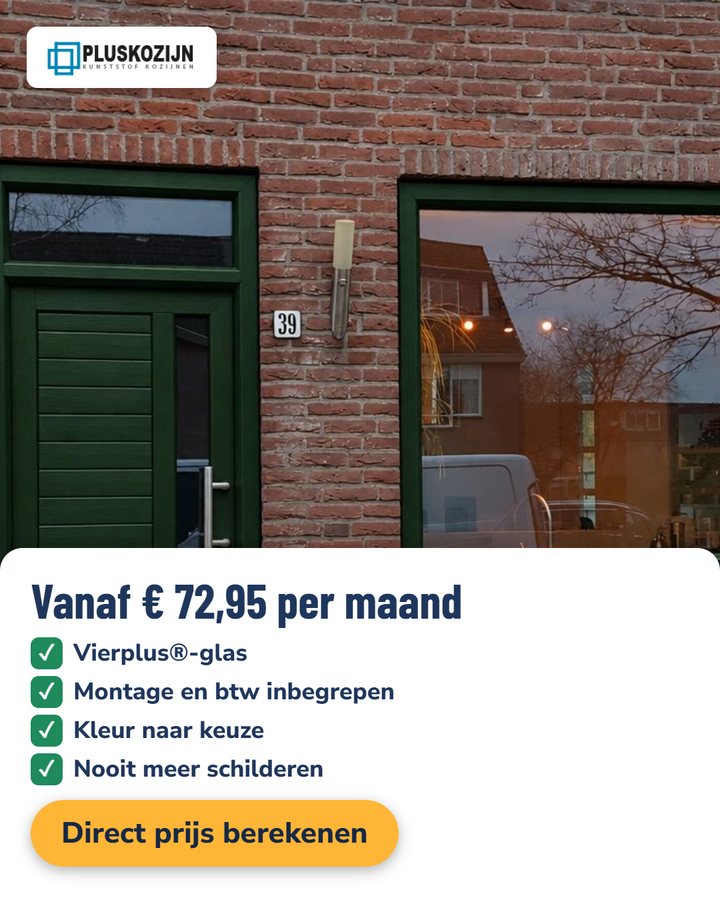 PLUSKOZIJN
KUNSTSTOF KOZIJNEN
39
Vanaf € 72,95 per maand
Vierplus®-glas
Montage en btw inbegrepen
Kleur naar keuze
Nooit meer schilderen
Direct prijs berekenen